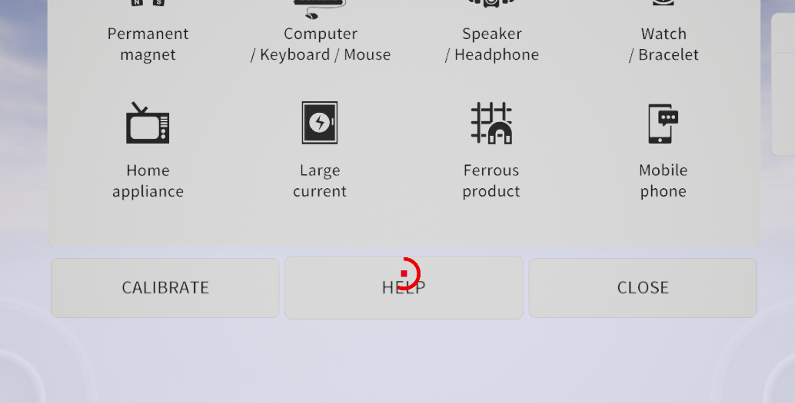 Permanent
magnet
Computer
/ Keyboard / Mouse
Speaker
/ Headphone
Watch
/ Bracelet
Home
appliance
Large
current
Ferrous
product
Mobile
phone
CALIBRATE
HELP
CLOSE